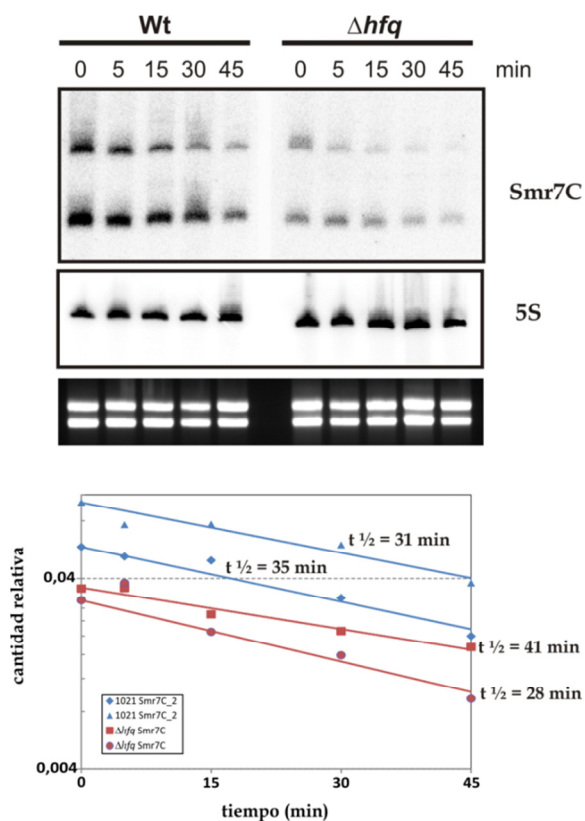 Wt Δhfq
0 5 15 30 45 0 5 15 30 45 min
Smr7C
5S
t ½ = 31 min
t ½ = 35 min
0,04
t ½ = 41 min
t ½ = 28 min
cantidad relativa
1021 Smr7C_2
1021 Smr7C_2
Δhfq Smr7C
Δhfq Smr7C
0,004
0 15 30 45
tiempo (min)